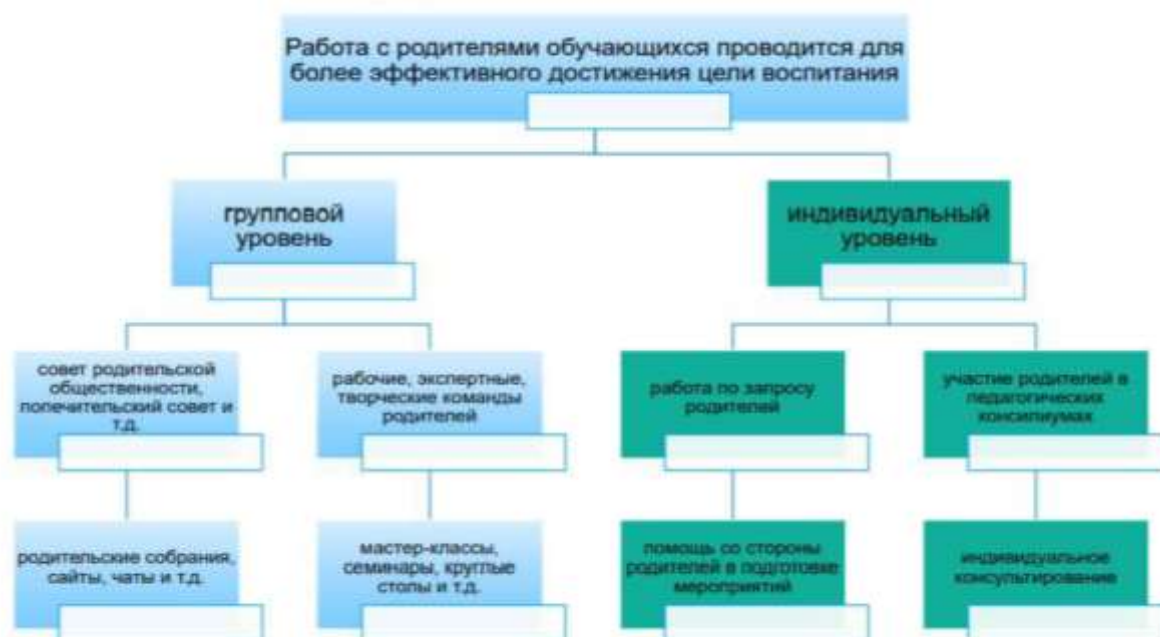 Работа с родителями обучающихся проводится для
более эффективного достижения цели воспитания
групповой
уровень
индивидуальный
уровень
совет родительской
общественности,
попечительский совет и
т.д.
рабочие, экспертные,
творческие команды
родителей
работа по запросу
родителей
участие родителей в
педагогических
консилиумах
родительские собрания,
сайты, чаты и т.д.
мастер-классы,
семинары, круглые
столы и т.д.
помощь со стороны
родителей в подготовке
мероприятий
индивидуальное
консультирование